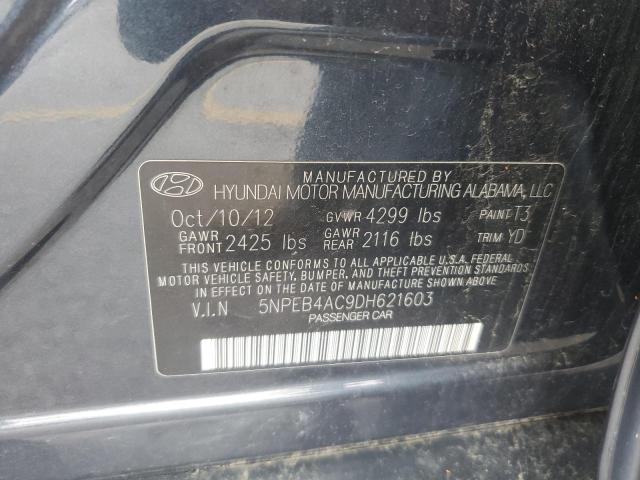 MANUFACTURED BY
HYUNDAI MOTOR MANUFACTURING ALABAMA, LLC
Oct/10/12 GVWR 4299 lbs PAINT T3
GAWR FRONT 2425 lbs GAWR REAR 2116 lbs TRIM YD
THIS VEHICLE CONFORMS TO ALL APPLICABLE U.S.A. FEDERAL
MOTOR VEHICLE SAFETY, BUMPER, AND THEFT PREVENTION STANDARDS
IN EFFECT ON THE DATE OF MANUFACTURE SHOWN ABOVE
V.I.N 5NPEB4AC9DH621603
PASSENGER CAR